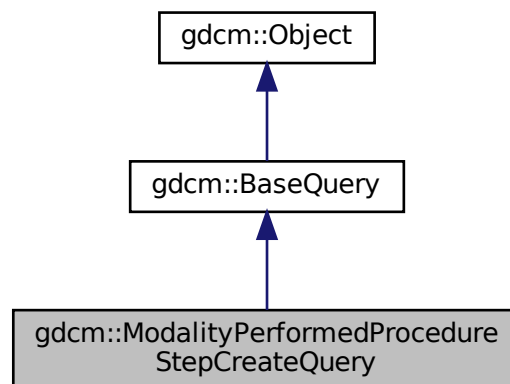 gdcm::Object
gdcm::BaseQuery
gdcm::ModalityPerformedProcedure
StepCreateQuery